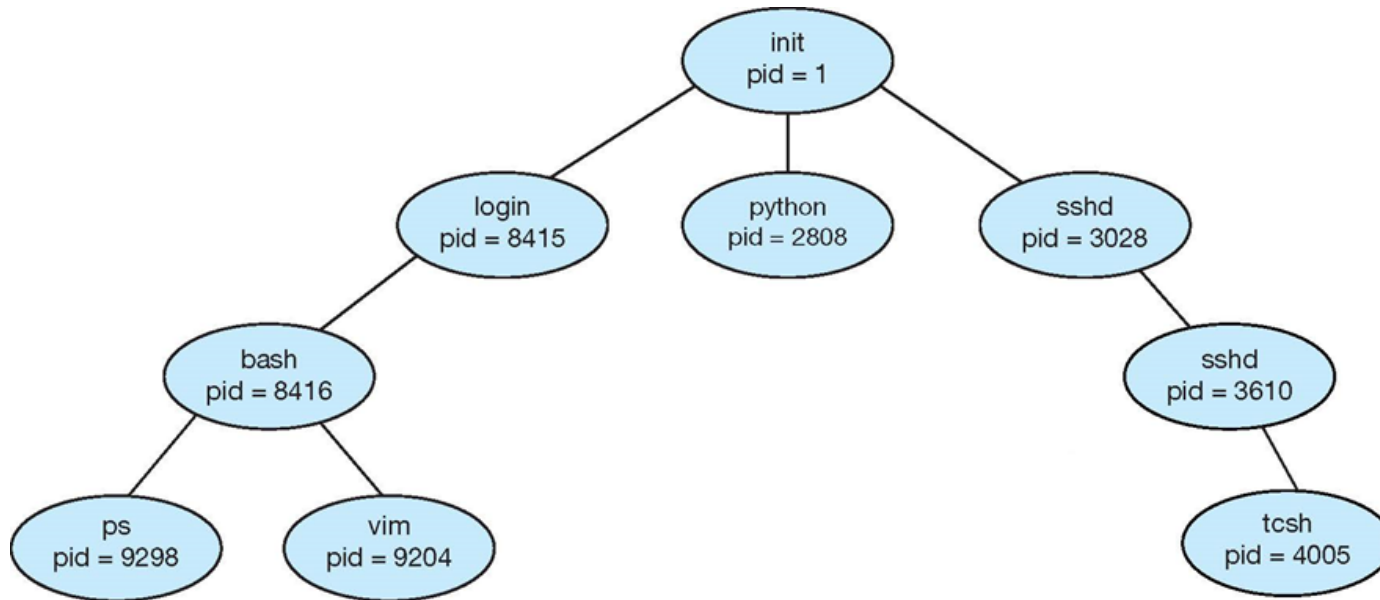 init
pid = 1
login
pid = 8415
python
pid = 2808
sshd
pid = 3028
bash
pid = 8416
sshd
pid = 3610
ps
pid = 9298
vim
pid = 9204
tcsh
pid = 4005